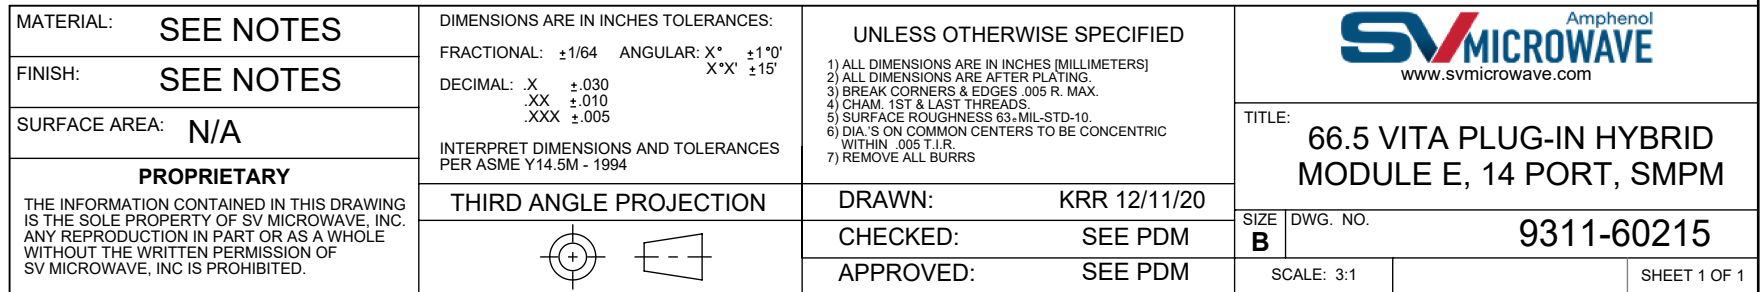 MATERIAL: SEE NOTES
FINISH: SEE NOTES
SURFACE AREA: N/A
PROPRIETARY
THE INFORMATION CONTAINED IN THIS DRAWING
IS THE SOLE PROPERTY OF SV MICROWAVE, INC.
ANY REPRODUCTION IN PART OR AS A WHOLE
WITHOUT THE WRITTEN PERMISSION OF
SV MICROWAVE, INC IS PROHIBITED.
DIMENSIONS ARE IN INCHES TOLERANCES:
FRACTIONAL: ±1/64 ANGULAR: X° ±1°0'
X°X' ±15'
DECIMAL: .X ±.030
.XX ±.010
.XXX ±.005
INTERPRET DIMENSIONS AND TOLERANCES
PER ASME Y14.5M - 1994
THIRD ANGLE PROJECTION
UNLESS OTHERWISE SPECIFIED
1) ALL DIMENSIONS ARE IN INCHES [MILLIMETERS]
2) ALL DIMENSIONS ARE AFTER PLATING.
3) BREAK CORNERS & EDGES .005 R. MAX.
4) CHAM. 1ST & LAST THREADS.
5) SURFACE ROUGHNESS 63 MIL-STD-10.
6) DIA.'S ON COMMON CENTERS TO BE CONCENTRIC
WITHIN .005 T.I.R.
7) REMOVE ALL BURRS
DRAWN: KRR 12/11/20
CHECKED: SEE PDM
APPROVED: SEE PDM
Amphenol
SV MICROWAVE
www.svmicrowave.com
TITLE:
66.5 VITA PLUG-IN HYBRID
MODULE E, 14 PORT, SMPM
SIZE DWG. NO.
B 9311-60215
SCALE: 3:1 SHEET 1 OF 1